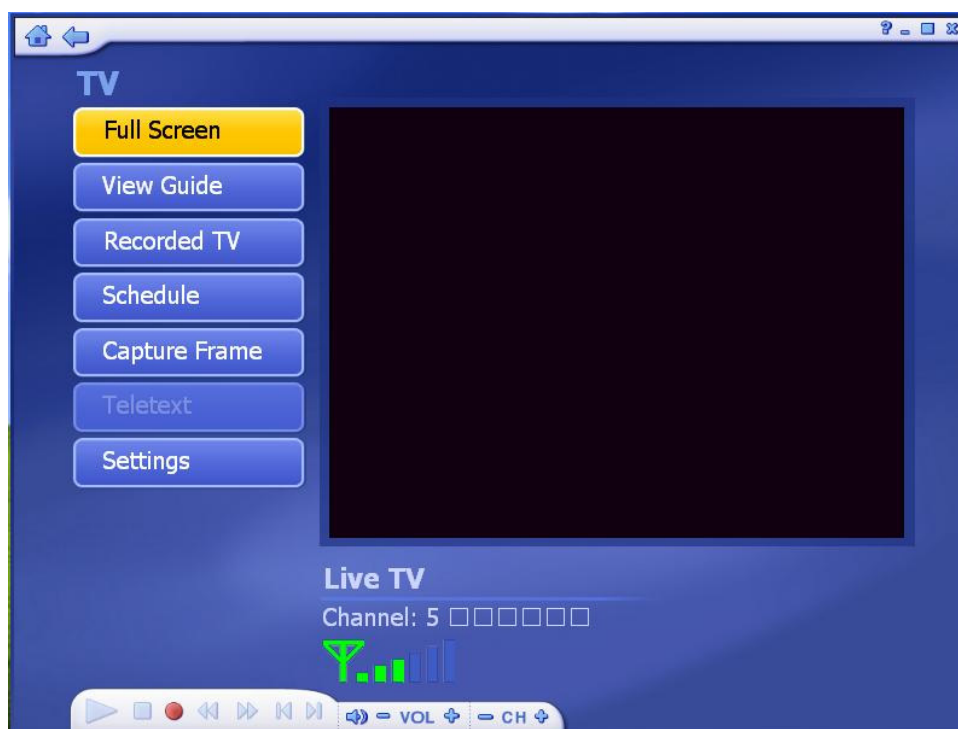 TV
Full Screen
View Guide
Recorded TV
Schedule
Capture Frame
Teletext
Settings
Live TV
Channel: 5 □□□□□□
VOL
CH